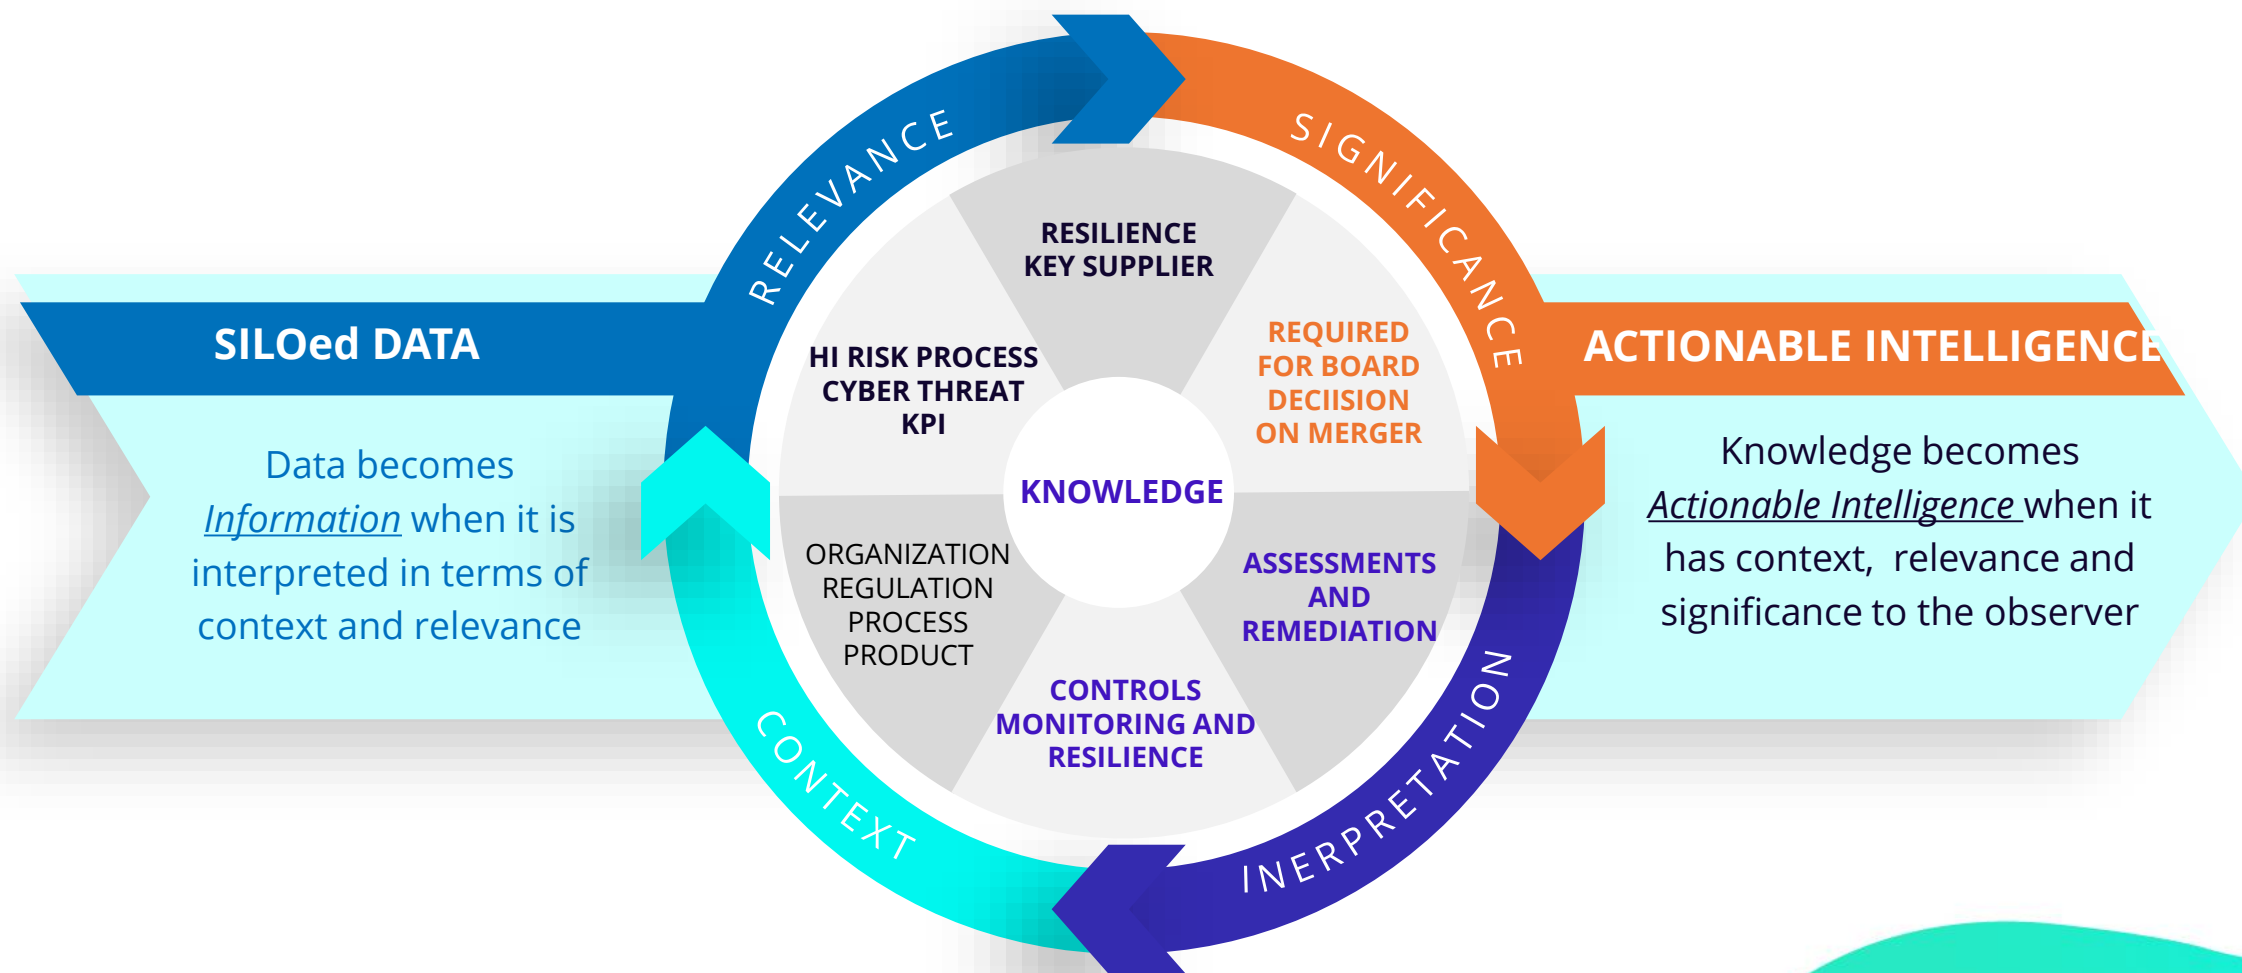 RELEVANCE
SIGNIFICANCE
SILOed DATA
Data becomes
Information when it is
interpreted in terms of
context and relevance
RESILIENCE
KEY SUPPLIER
HI RISK PROCESS
CYBER THREAT
KPI
REQUIRED
FOR BOARD
DECIISION
ON MERGER
KNOWLEDGE
ORGANIZATION
REGULATION
PROCESS
PRODUCT
ASSESSMENTS
AND
REMEDIATION
CONTROLS
MONITORING AND
RESILIENCE
CONTEXT
INERPRETATION
ACTIONABLE INTELLIGENCE
Knowledge becomes
Actionable Intelligence when it
has context,  relevance and
significance to the observer